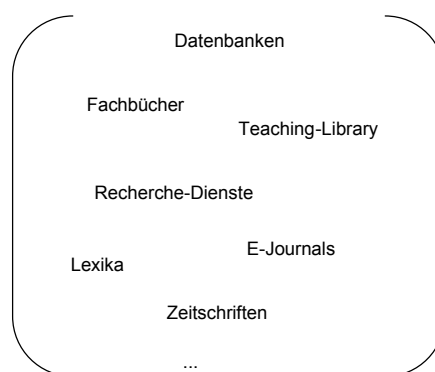 Datenbanken
Fachbücher
Teaching-Library
Recherche-Dienste
E-Journals
Lexika
Zeitschriften
...